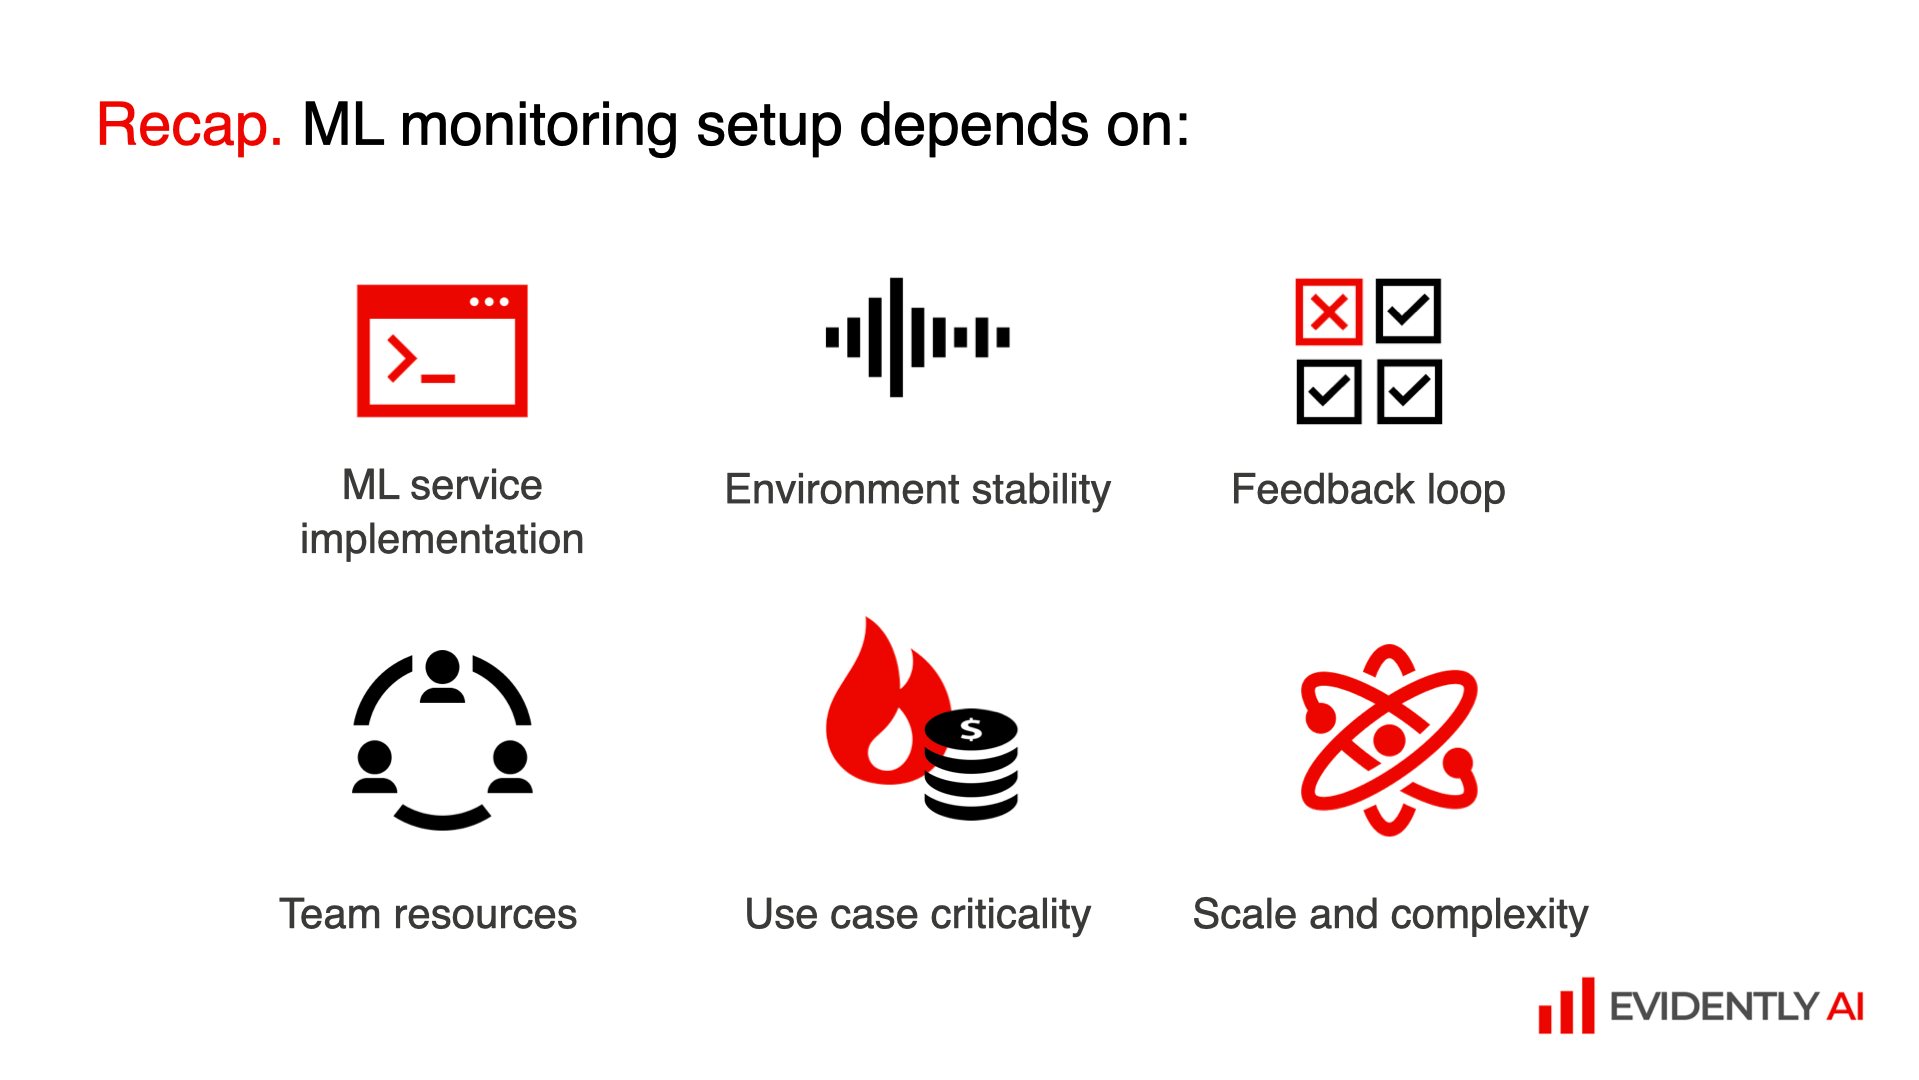 Recap. ML monitoring setup depends on:
ML service
implementation
Environment stability
Feedback loop
$
Team resources
Use case criticality
Scale and complexity
EVIDENTLY AI